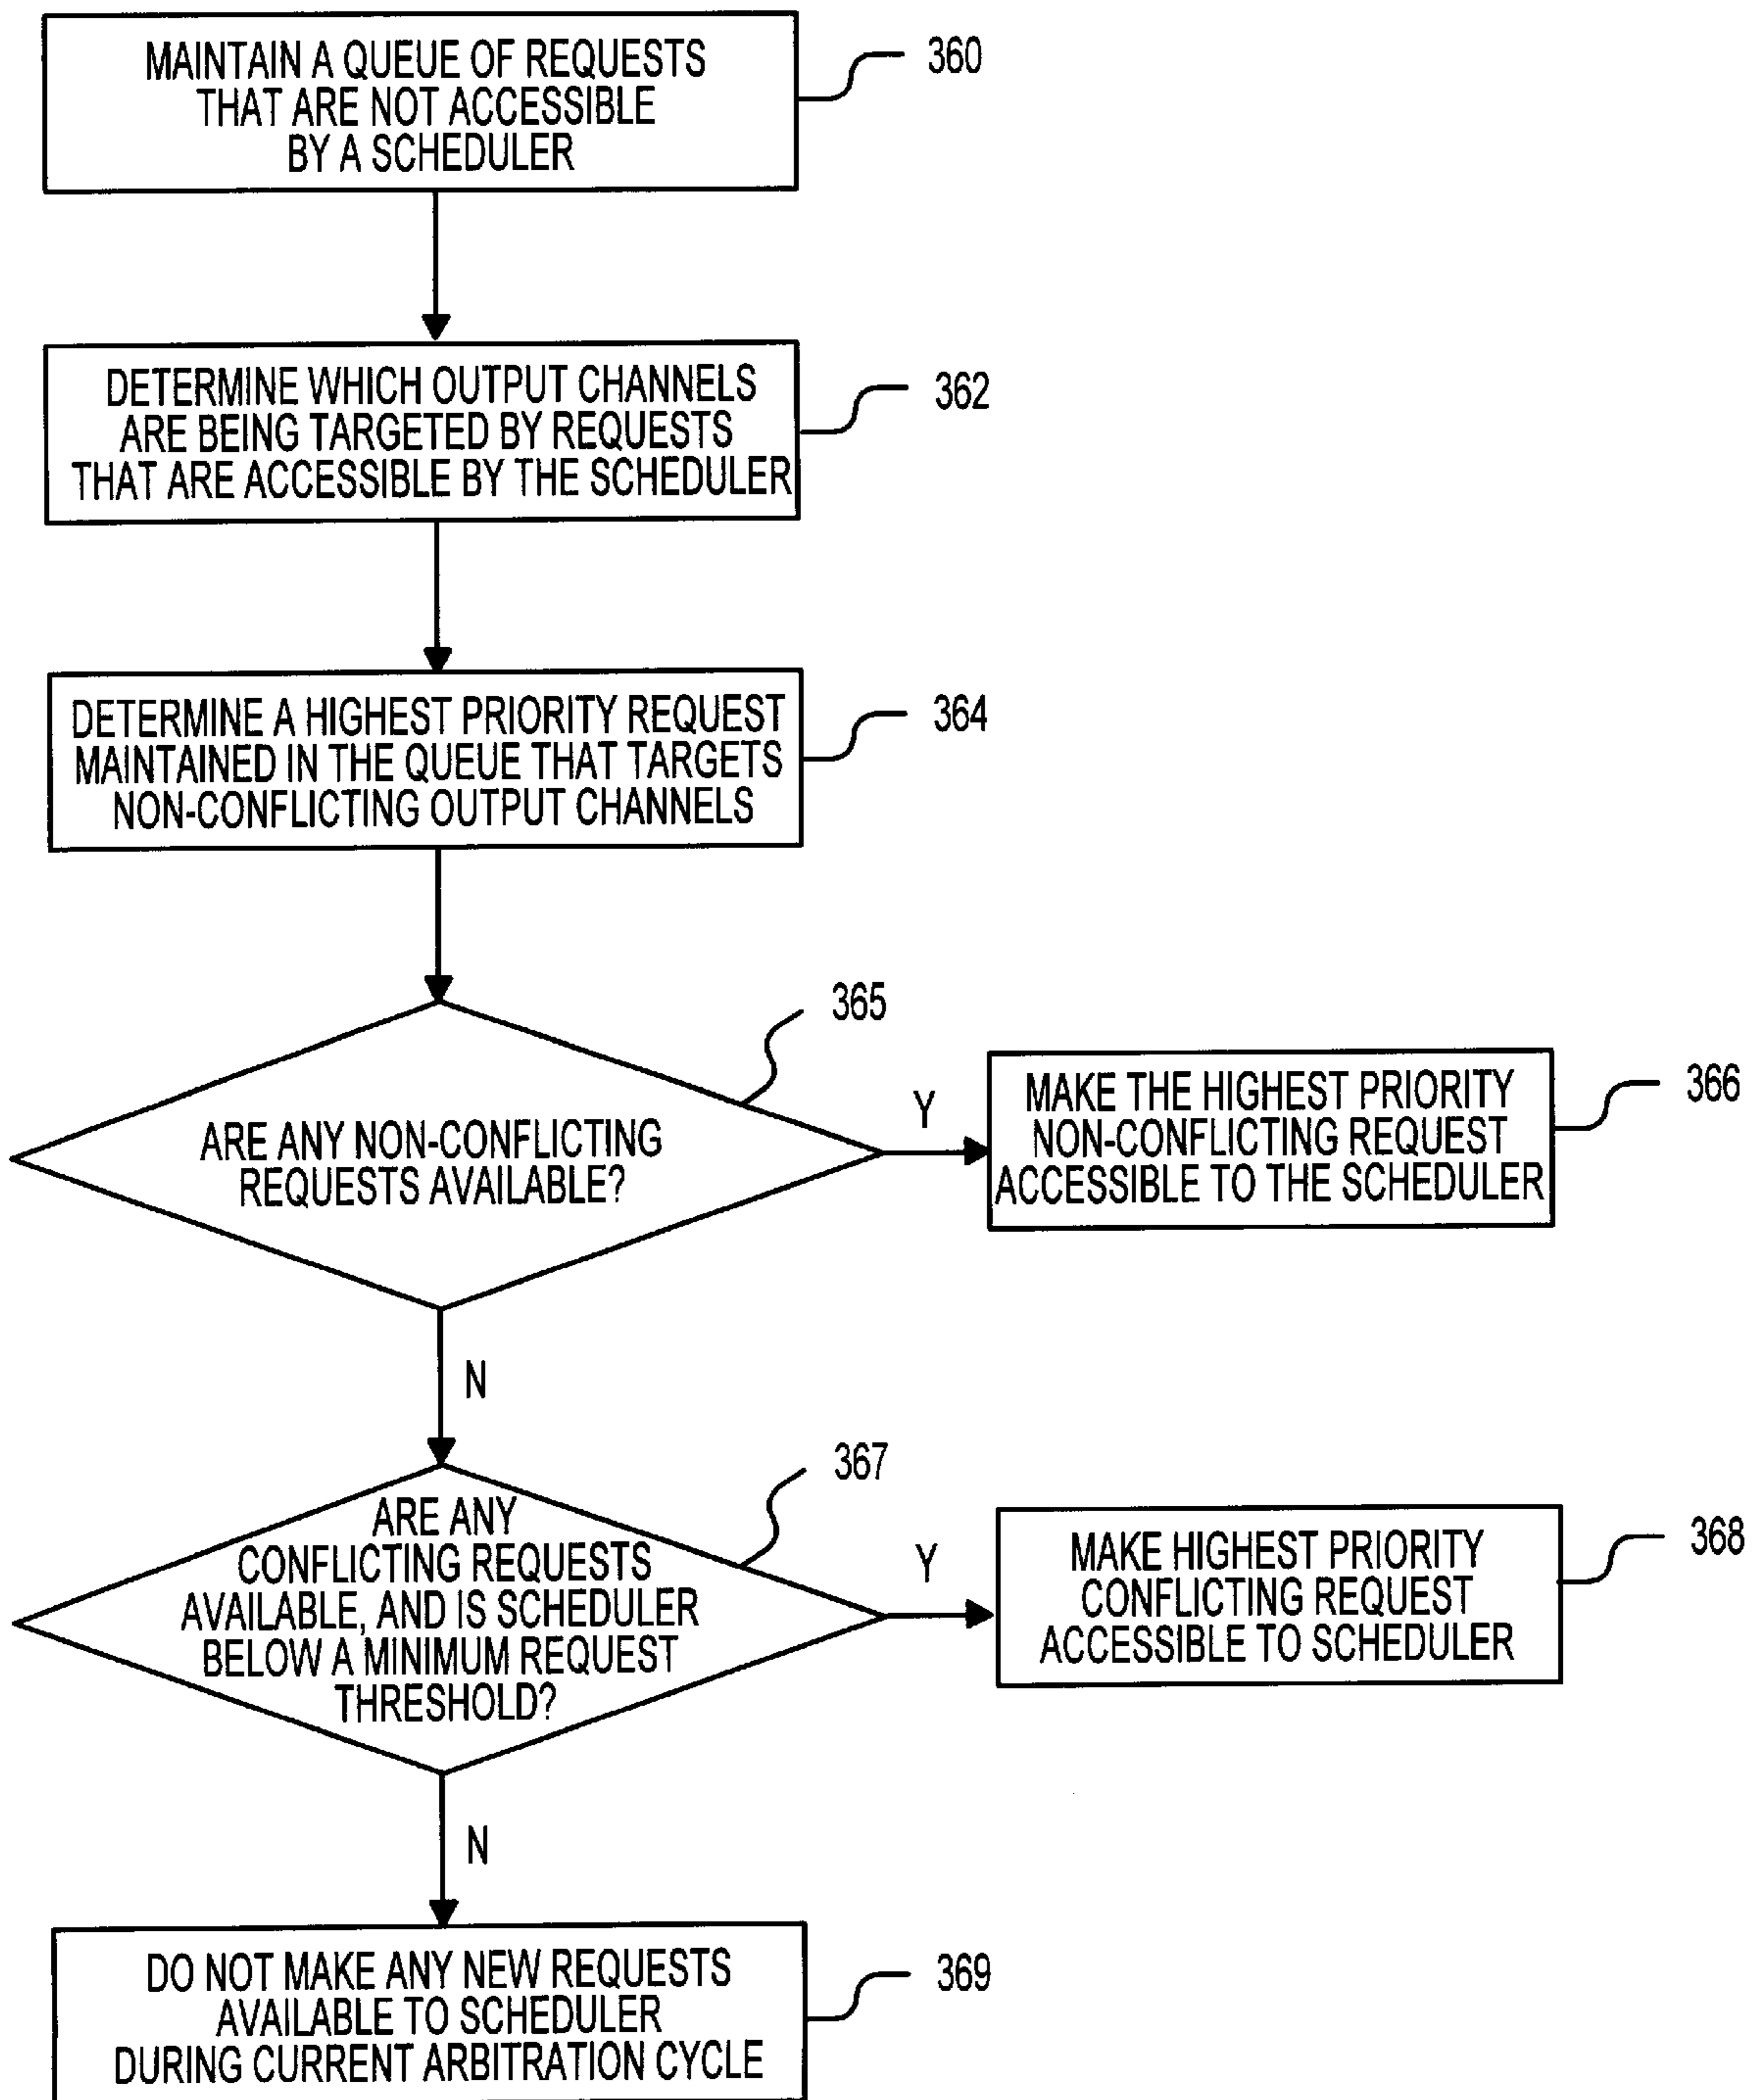 MAINTAIN A QUEUE OF REQUESTS
THAT ARE NOT ACCESSIBLE
BY A SCHEDULER
360
DETERMINE WHICH OUTPUT CHANNELS
ARE BEING TARGETED BY REQUESTS
THAT ARE ACCESSIBLE BY THE SCHEDULER
362
DETERMINE A HIGHEST PRIORITY REQUEST
MAINTAINED IN THE QUEUE THAT TARGETS
NON-CONFLICTING OUTPUT CHANNELS
364
365
ARE ANY NON-CONFLICTING
REQUESTS AVAILABLE?
Y
MAKE THE HIGHEST PRIORITY
NON-CONFLICTING REQUEST
ACCESSIBLE TO THE SCHEDULER
366
N
367
ARE ANY
CONFLICTING REQUESTS
AVAILABLE, AND IS SCHEDULER
BELOW A MINIMUM REQUEST
THRESHOLD?
Y
MAKE HIGHEST PRIORITY
CONFLICTING REQUEST
ACCESSIBLE TO SCHEDULER
368
N
DO NOT MAKE ANY NEW REQUESTS
AVAILABLE TO SCHEDULER
DURING CURRENT ARBITRATION CYCLE
369